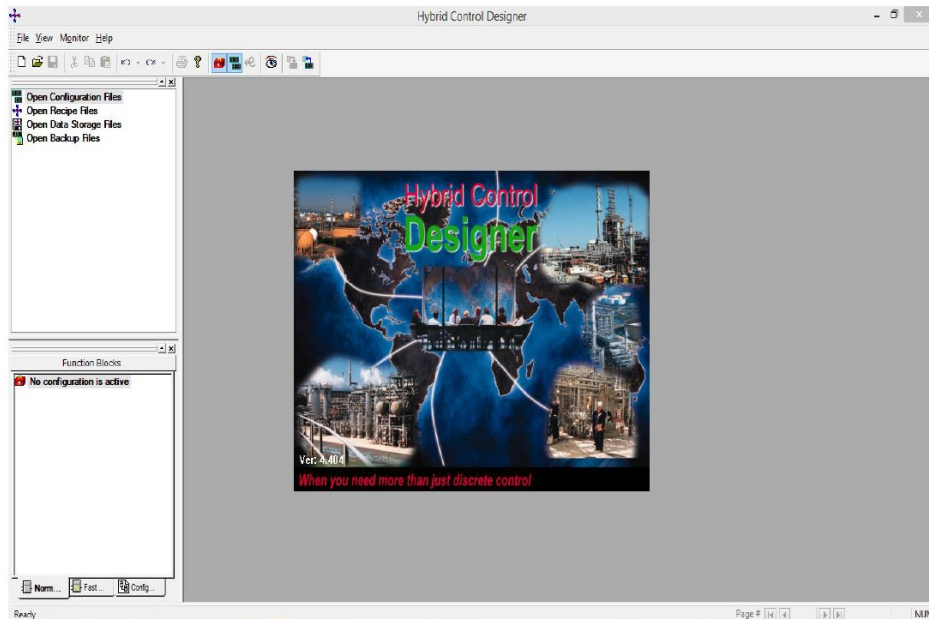 Hybrid Control Designer
File View Monitor Help
Open Configuration Files
Open Recipe Files
Open Data Storage Files
Open Backup Files
Hybrid Control
Designer
Ver: 4.404
When you need more than just discrete control
Function Blocks
No configuration is active
Norm... Fast ... Config...
Ready Page # NUM